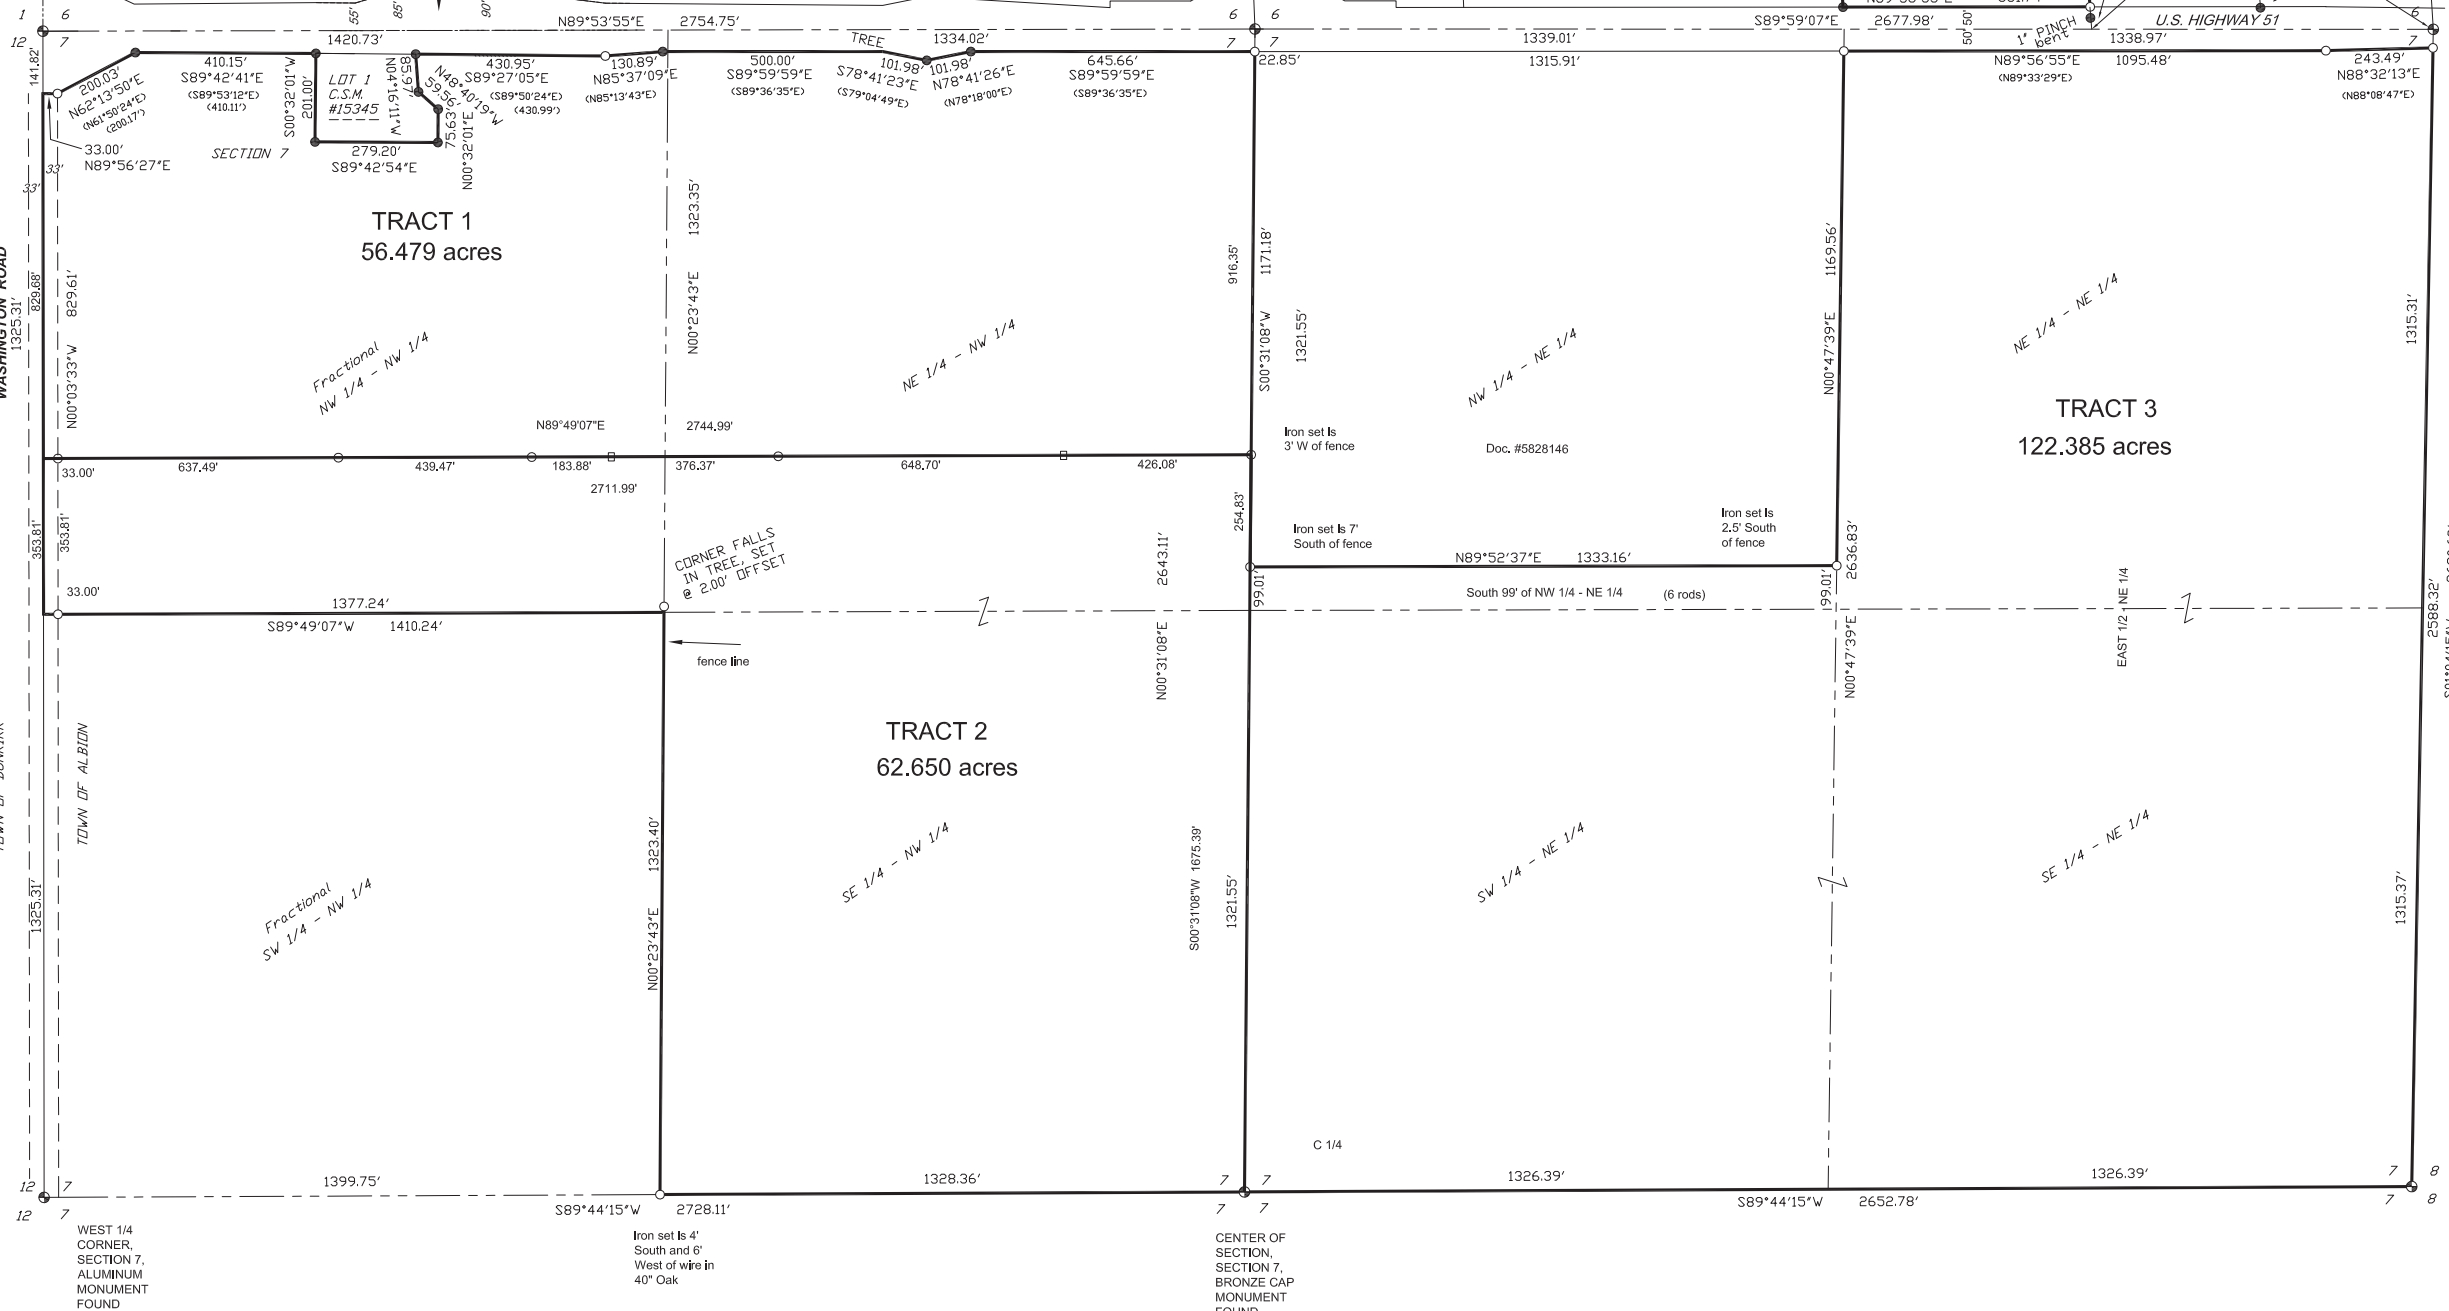 1 6
12 7
55'
85'
90'
N89°53'55"E 2754.75'
6 6
7 7
S89°59'07"E 2677.98'
50' 50'
1" PINCH
bent
U.S. HIGHWAY 51
6
7
1420.73'
TREE
1334.02'
1339.01'
1338.97'
141.82'
200.03'
N62°13'50"E
(N61°50'24"E)
(200.17')
410.15'
S89°42'41"E
(S89°53'12"E)
(410.11')
S00°32'01"W
201.00'
LOT 1
C.S.M.
#15345
85.97'
N04°16'11"W
N48°40'19"W
59.56'
430.95'
S89°27'05"E
(S89°50'24"E)
(430.99')
130.89'
N85°37'09"E
(N85°13'43"E)
500.00'
S89°59'59"E
(S89°36'35"E)
101.98'
S78°41'23"E
(S79°04'49"E)
101.98'
N78°41'26"E
(N78°18'00"E)
645.66'
S89°59'59"E
(S89°36'35"E)
22.85'
1315.91'
N89°56'55"E
1095.48'
(N89°33'29"E)
243.49'
N88°32'13"E
(N88°08'47"E)
33.00'
N89°56'27"E
SECTION 7
279.20'
S89°42'54"E
75.63'
N00°32'01"E
33'
33'
TRACT 1
56.479 acres
1323.35'
N00°23'43"E
WASHINGTON ROAD
1325.31'
829.68'
829.61'
N00°03'33"W
Fractional
NW 1/4 - NW 1/4
NE 1/4 - NW 1/4
916.35'
1171.18'
S00°31'08"W
1321.55'
NW 1/4 - NE 1/4
1169.56'
N00°47'39"E
NE 1/4 - NE 1/4
1315.31'
TRACT 3
122.385 acres
N89°49'07"E 2744.99'
Iron set is
3' W of fence
Doc. #5828146
33.00'
637.49'
439.47'
183.88'
376.37'
648.70'
426.08'
2711.99'
353.81'
353.81'
CORNER FALLS
IN TREE, SET
@ 2.00' OFFSET
254.83'
2643.11'
Iron set is 7'
South of fence
Iron set is
2.5' South
of fence
N89°52'37"E 1333.16'
2636.83'
33.00'
1377.24'
S89°49'07"W 1410.24'
99.01'
South 99' of NW 1/4 - NE 1/4 (6 rods)
99.01'
EAST 1/2 - NE 1/4
2588.32'
fence line
N00°31'08"E
N00°47'39"E
TRACT 2
62.650 acres
TOWN OF ALBION
1323.40'
N00°23'43"E
SE 1/4 - NW 1/4
S00°31'08"W 1675.39'
1321.55'
SW 1/4 - NE 1/4
SE 1/4 - NE 1/4
1315.37'
1325.31'
Fractional
SW 1/4 - NW 1/4
C 1/4
12 7
1399.75'
1328.36'
7 7
1326.39'
1326.39'
7 8
12 7
S89°44'15"W 2728.11'
7 7
S89°44'15"W 2652.78'
7 8
WEST 1/4
CORNER,
SECTION 7,
ALUMINUM
MONUMENT
FOUND
Iron set is 4'
South and 6'
West of wire in
40" Oak
CENTER OF
SECTION,
SECTION 7,
BRONZE CAP
MONUMENT
FOUND